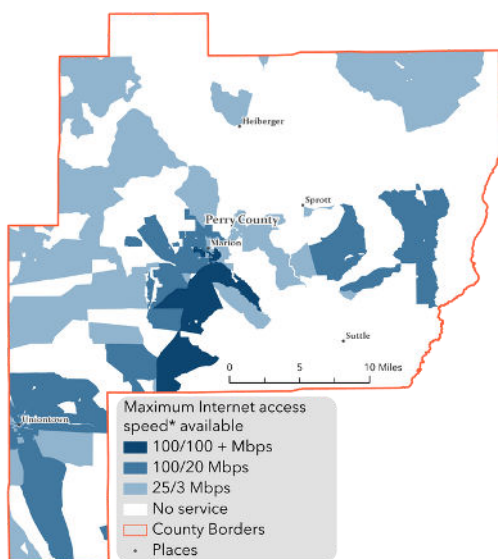 Heiberger
Sprott
Perry County
Marion
Suttle
0 5 10 Miles
Uniontown
Maximum Internet access
speed* available
100/100 + Mbps
100/20 Mbps
25/3 Mbps
No service
County Borders
Places